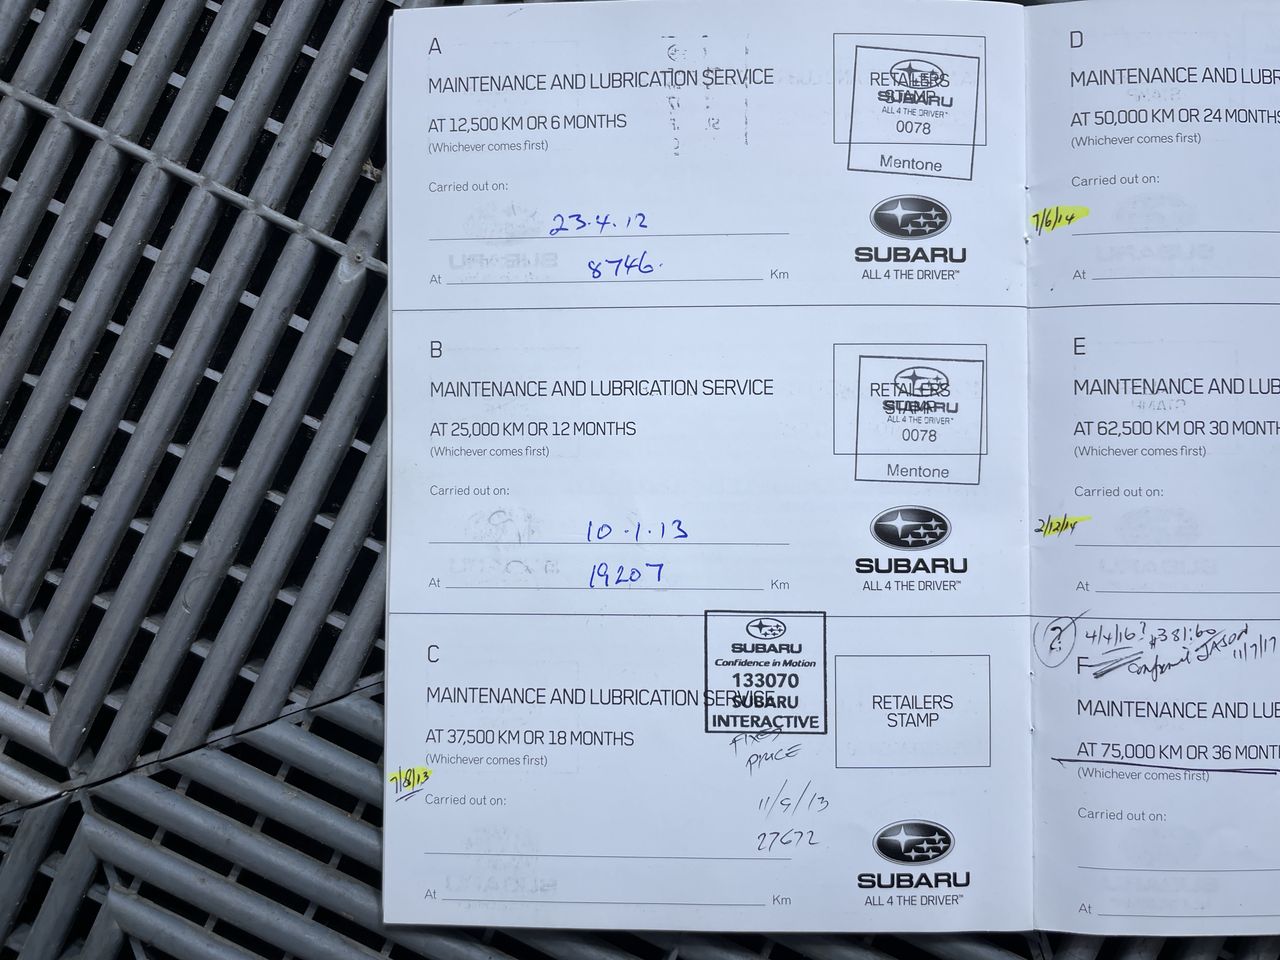 A
MAINTENANCE AND LUBRICATION SERVICE
AT 12,500 KM OR 6 MONTHS
(Whichever comes first)
Carried out on:
23.4.12
At 8746. Km
RETAILERS
STAMP
SUBARU
ALL 4 THE DRIVER™
0078
Mentone
SUBARU
ALL 4 THE DRIVER™
B
MAINTENANCE AND LUBRICATION SERVICE
AT 25,000 KM OR 12 MONTHS
(Whichever comes first)
Carried out on:
10.1.13
At 19207 Km
RETAILERS
STAMP
SUBARU
ALL 4 THE DRIVER™
0078
Mentone
SUBARU
ALL 4 THE DRIVER™
C
MAINTENANCE AND LUBRICATION SERVICE
AT 37,500 KM OR 18 MONTHS
(Whichever comes first)
7/8/13
Carried out on:
At Km
SUBARU
Confidence in Motion
133070
SUBARU
INTERACTIVE
FIXED
PRICE
11/9/13
27672
RETAILERS
STAMP
SUBARU
ALL 4 THE DRIVER™
D
MAINTENANCE AND LUBR
AT 50,000 KM OR 24 MONTHS
(Whichever comes first)
Carried out on:
7/6/14
At
E
MAINTENANCE AND LUB
AT 62,500 KM OR 30 MONTH
(Whichever comes first)
Carried out on:
2/12/14
At
? 4/4/16? $381.60
F Confirmed JASON
11/7/17
MAINTENANCE AND LUB
AT 75,000 KM OR 36 MONT
(Whichever comes first)
Carried out on:
At